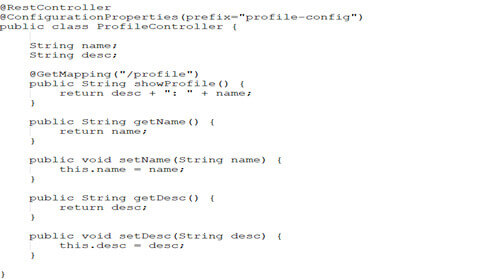 @RestController
@ConfigurationProperties(prefix="profile-config")
public class ProfileController {
String name;
String desc;
@GetMapping("/profile")
public String showProfile() {
return desc + ": " + name;
}
public String getName() {
return name;
}
public void setName(String name) {
this.name = name;
}
public String getDesc() {
return desc;
}
public void setDesc(String desc) {
this.desc = desc;
}
}